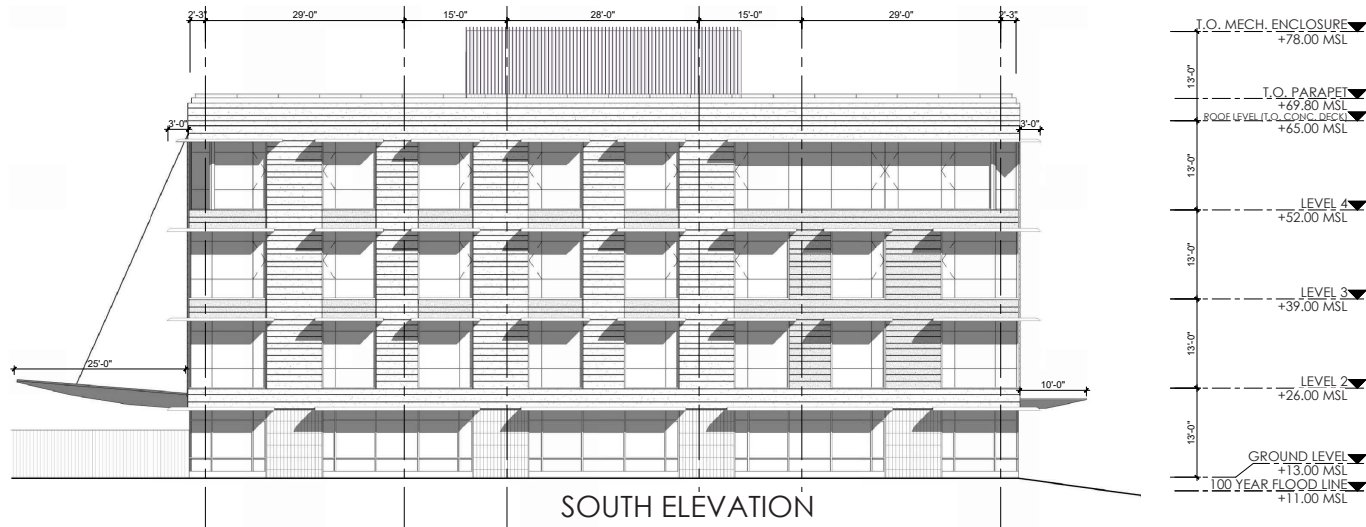 2'-3" 29'-0" 15'-0" 28'-0" 15'-0" 29'-0" 2'-3"
T.O. MECH. ENCLOSURE
+78.00 MSL
13'-0"
T.O. PARAPET
+69.80 MSL
ROOF LEVEL (T.O. CONC. DECK)
+65.00 MSL
3'-0" 3'-0"
13'-0"
LEVEL 4
+52.00 MSL
13'-0"
LEVEL 3
+39.00 MSL
13'-0"
25'-0"
LEVEL 2
+26.00 MSL
10'-0"
13'-0"
GROUND LEVEL
+13.00 MSL
100 YEAR FLOOD LINE
+11.00 MSL
SOUTH ELEVATION